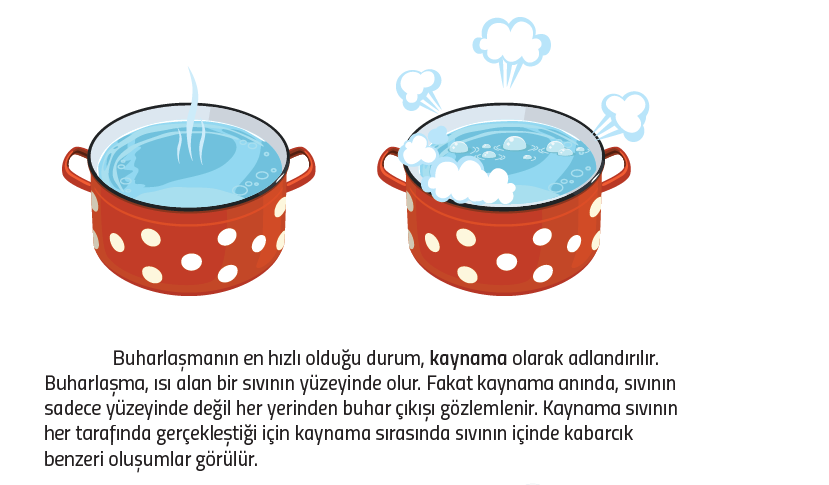 Buharlaşmanın en hızlı olduğu durum, kaynama olarak adlandırılır.
Buharlaşma, ısı alan bir sıvının yüzeyinde olur. Fakat kaynama anında, sıvının
sadece yüzeyinde değil her yerinden buhar çıkışı gözlemlenir. Kaynama sıvının
her tarafında gerçekleştiği için kaynama sırasında sıvının içinde kabarcık
benzeri oluşumlar görülür.